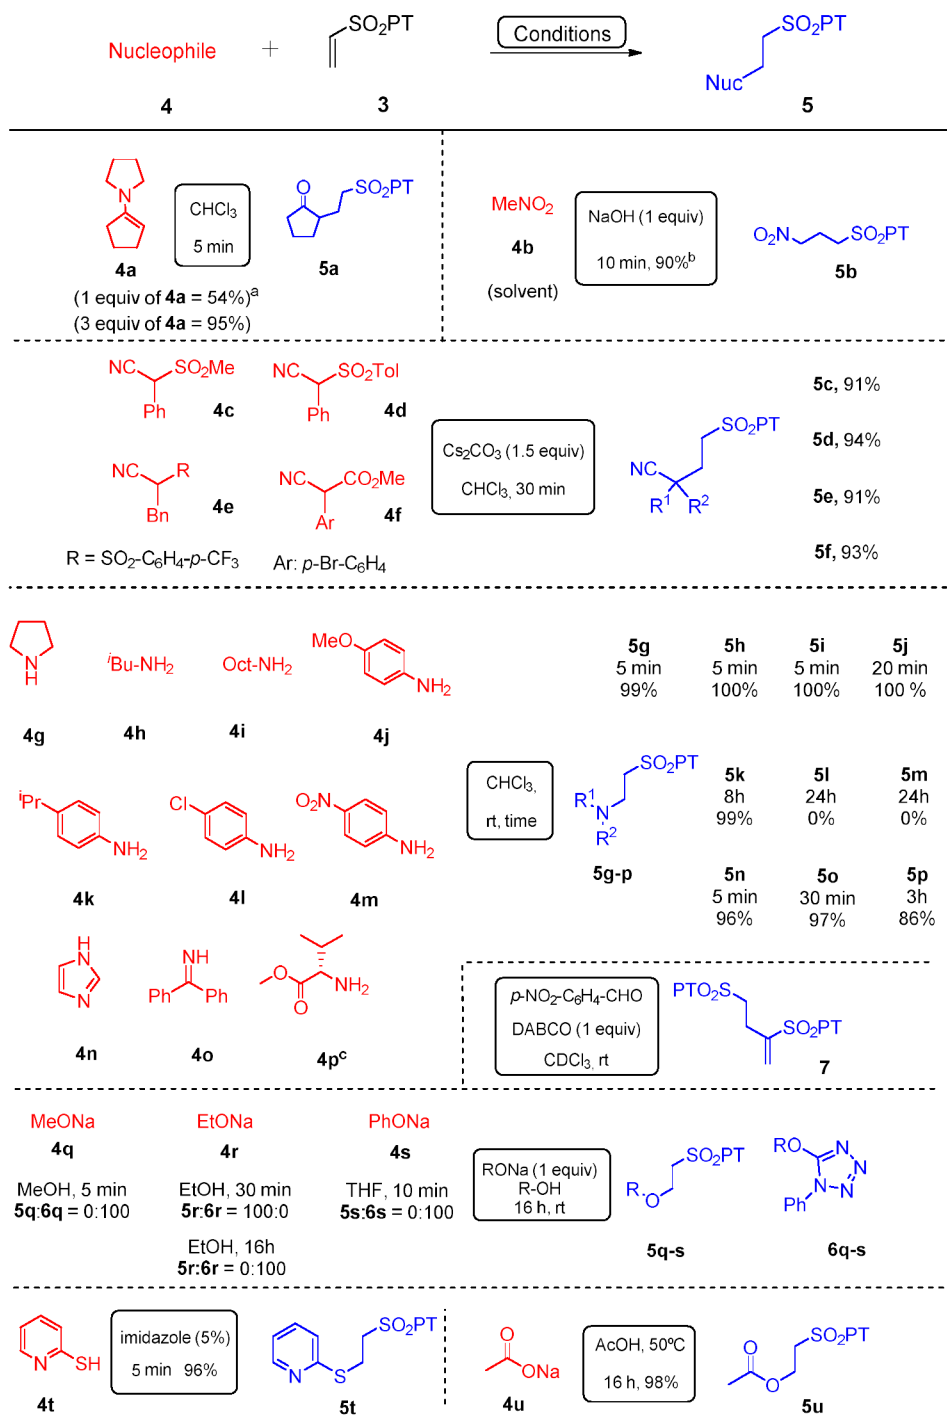 Nucleophile + SO₂PT Conditions SO₂PT
Nuc
4 3 5
N CHCl₃ 5 min O SO₂PT
4a 5a
(1 equiv of 4a = 54%)ᵃ
(3 equiv of 4a = 95%)
MeNO₂ NaOH (1 equiv)
4b 10 min, 90%ᵇ O₂N SO₂PT
(solvent) 5b
NC SO₂Me NC SO₂Tol
Ph 4c Ph 4d
NC R NC CO₂Me
Bn 4e Ar 4f
R = SO₂-C₆H₄-p-CF₃ Ar: p-Br-C₆H₄
Cs₂CO₃ (1.5 equiv)
CHCl₃, 30 min
SO₂PT
NC
R¹ R²
5c, 91%
5d, 94%
5e, 91%
5f, 93%
N
H ⁱBu-NH₂ Oct-NH₂ MeO NH₂
4g 4h 4i 4j
ⁱPr NH₂ Cl NH₂ O₂N NH₂
4k 4l 4m
H
N N NH Ph Ph O O NH₂
4n 4o 4pᶜ
CHCl₃,
rt, time
SO₂PT
R¹ N
R²
5g-p
5g 5h 5i 5j
5 min 5 min 5 min 20 min
99% 100% 100% 100 %
5k 5l 5m
8h 24h 24h
99% 0% 0%
5n 5o 5p
5 min 30 min 3h
96% 97% 86%
p-NO₂-C₆H₄-CHO
DABCO (1 equiv)
CDCl₃, rt
PTO₂S
SO₂PT
7
MeONa EtONa PhONa
4q 4r 4s
MeOH, 5 min EtOH, 30 min THF, 10 min
5q:6q = 0:100 5r:6r = 100:0 5s:6s = 0:100
EtOH, 16h
5r:6r = 0:100
RONa (1 equiv)
R-OH
16 h, rt
SO₂PT
R O
5q-s
RO N N N N
Ph
6q-s
N SH
4t
imidazole (5%)
5 min 96%
SO₂PT
N S
5t
O
ONa
4u
AcOH, 50ºC
16 h, 98%
SO₂PT
O
O
5u